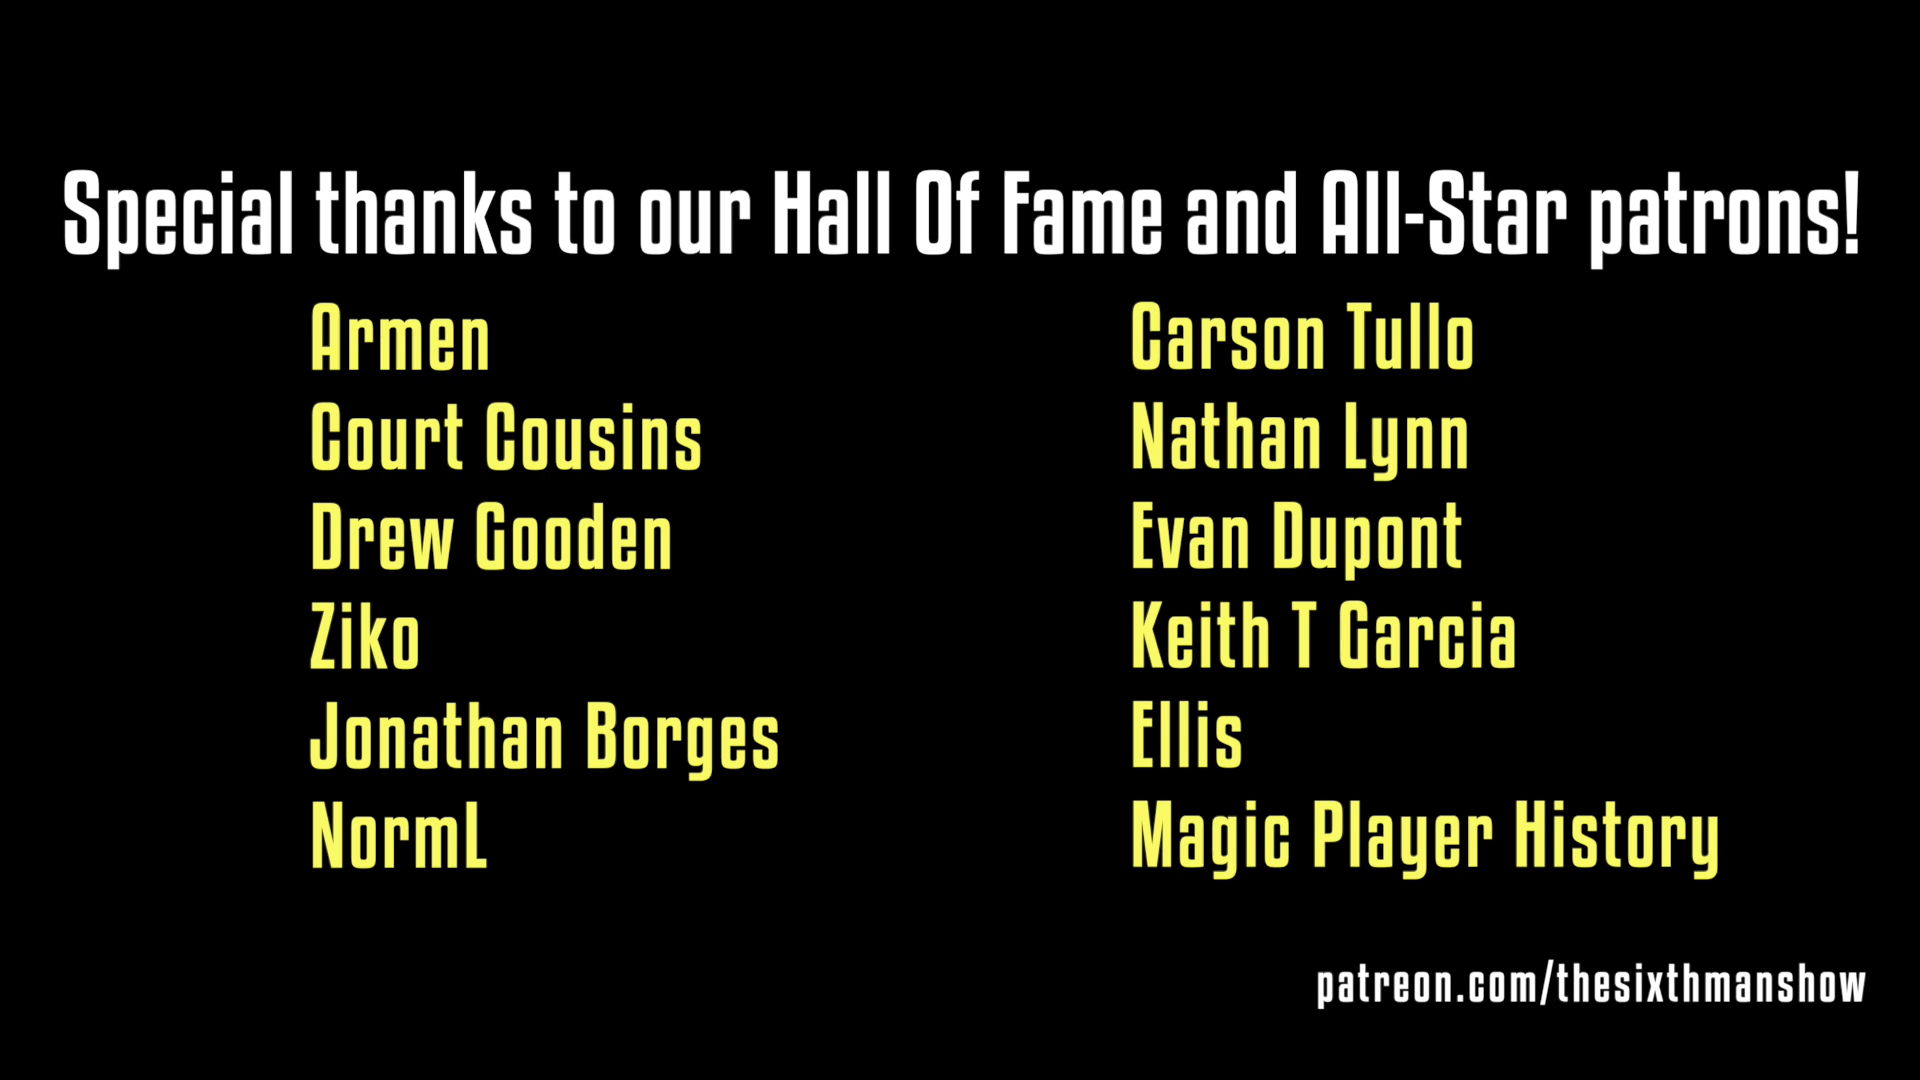 Special thanks to our Hall Of Fame and All-Star patrons!
Armen
Court Cousins
Drew Gooden
Ziko
Jonathan Borges
NormL
Carson Tullo
Nathan Lynn
Evan Dupont
Keith T Garcia
Ellis
Magic Player History
patreon.com/thesixthmanshow